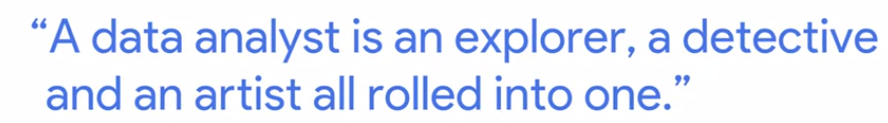 “A data analyst is an explorer, a detective
and an artist all rolled into one.”